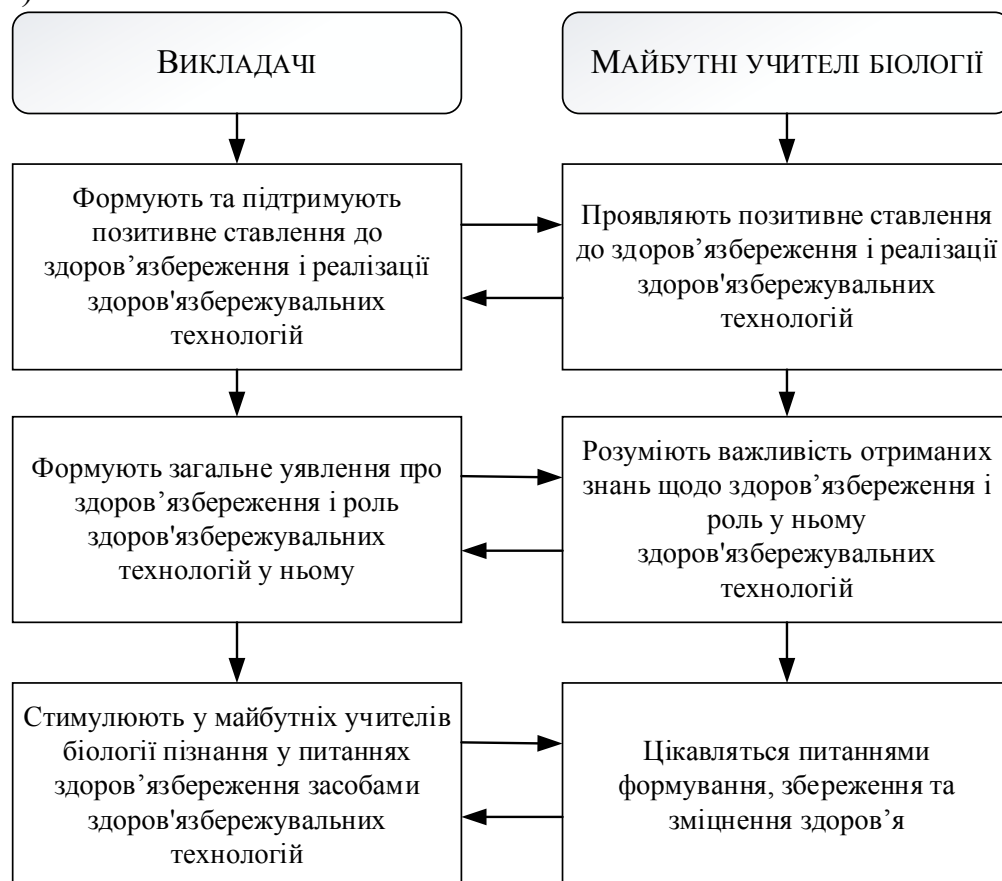 )
ВИКЛАДАЧІ
МАЙБУТНІ УЧИТЕЛІ БІОЛОГІЇ
Формують та підтримують
позитивне ставлення до
здоров’язбереження і реалізації
здоров'язбережувальних
технологій
Проявляють позитивне ставлення
до здоров’язбереження і реалізації
здоров'язбережувальних
технологій
Формують загальне уявлення про
здоров’язбереження і роль
здоров'язбережувальних
технологій у ньому
Розуміють важливість отриманих
знань щодо здоров’язбереження і
роль у ньому
здоров'язбережувальних
технологій
Стимулюють у майбутніх учителів
біології пізнання у питаннях
здоров’язбереження засобами
здоров'язбережувальних
технологій
Цікавляться питаннями
формування, збереження та
зміцнення здоров’я